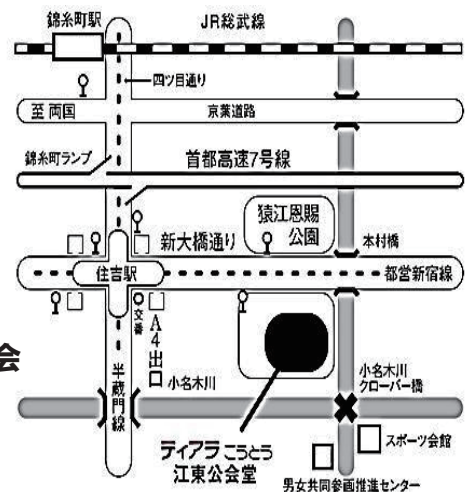 錦糸町駅
JR総武線
四ツ目通り
至 両国
京葉道路
錦糸町ランプ
首都高速7号線
猿江恩賜
公園
新大橋通り
本村橋
住吉駅
都営新宿線
交番
A4出口
会
半蔵門線
小名木川
小名木川
クローバー橋
ティアラ こうとう
江東公会堂
スポーツ会館
男女共同参画推進センター